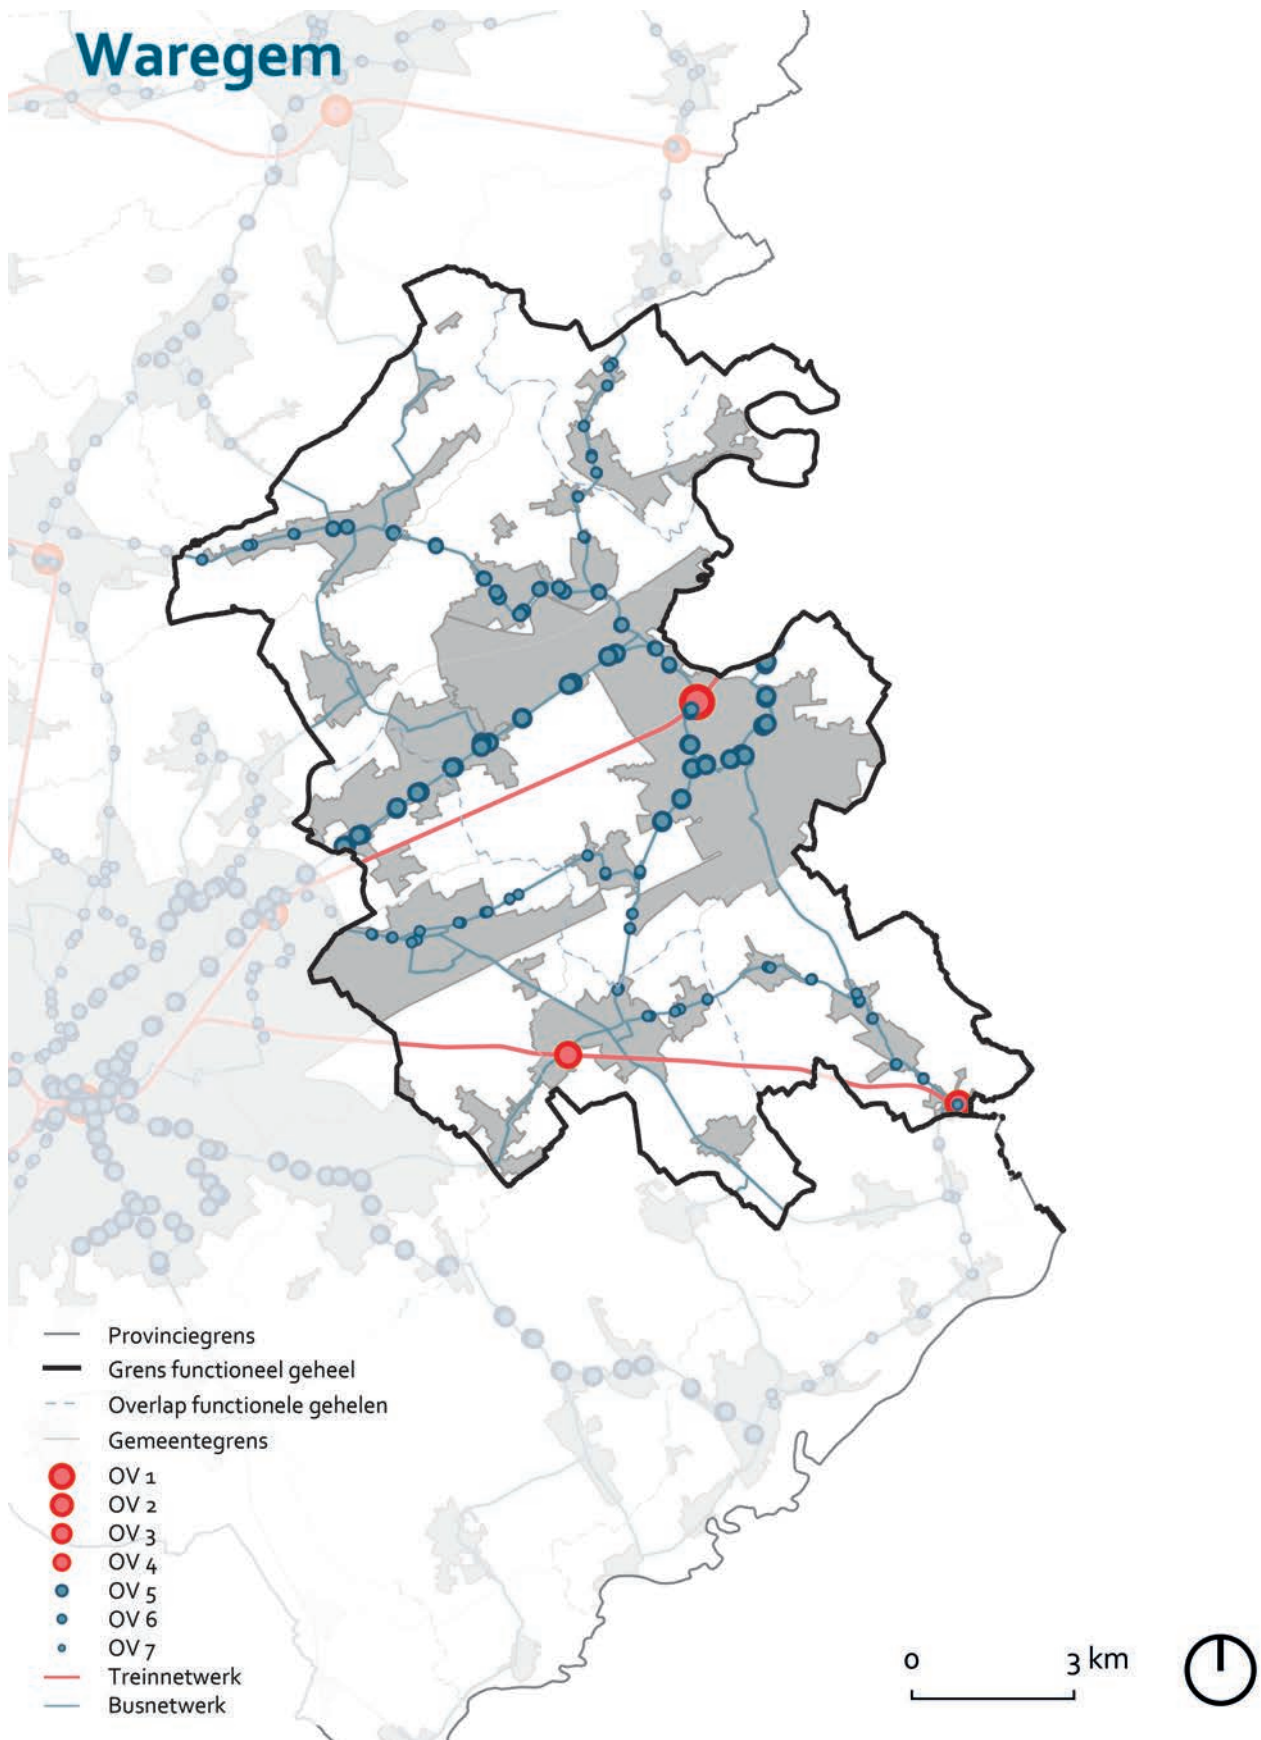 Waregem
Provinciegrens
Grens functioneel geheel
Overlap functionele gehelen
Gemeentegrens
OV 1
OV 2
OV 3
OV 4
OV 5
OV 6
OV 7
Treinnetwerk
Busnetwerk
0 3 km